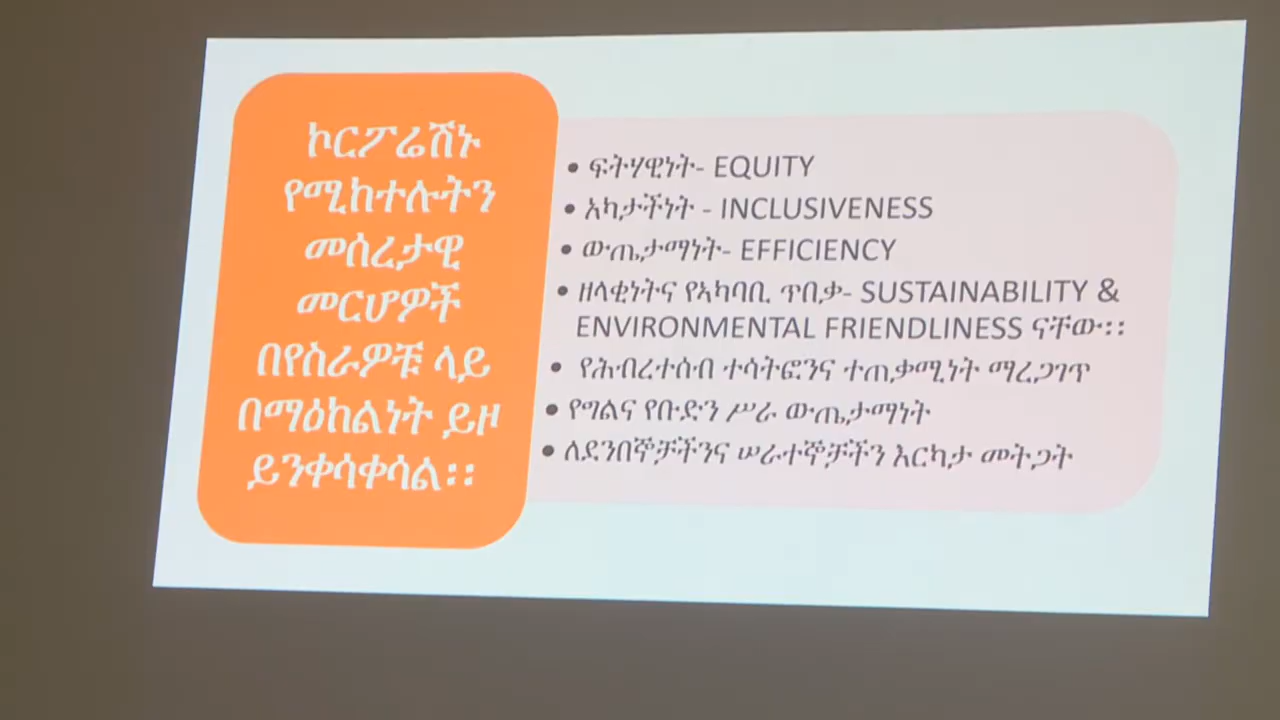 ኮርፖሬሽኑ
የሚከተሉትን
መሰረታዊ
መርሆዎች
በየስራዎቹ ላይ
በማዕከልነት ይዞ
ይንቀሳቀሳል፡፡
• ፍትሃዊነት- EQUITY
• አካታችነት - INCLUSIVENESS
• ውጤታማነት- EFFICIENCY
• ዘላቂነትና የኣካባቢ ጥበቃ- SUSTAINABILITY &
ENVIRONMENTAL FRIENDLINESS ናቸው፡፡
• የሕብረተሰብ ተሳትፎንና ተጠቃሚነት ማረጋገጥ
• የግልና የቡድን ሥራ ውጤታማነት
• ለደንበኞቻችንና ሠራተኞቻችን እርካታ መትጋት